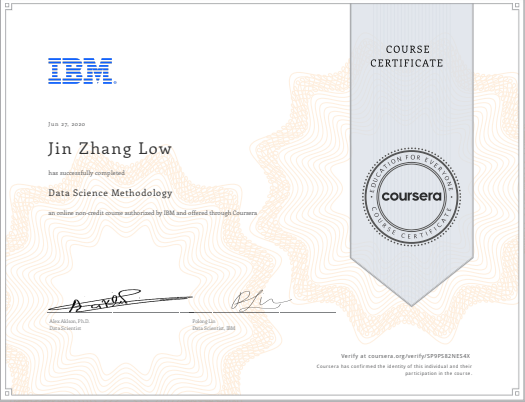 COURSE
CERTIFICATE
IBM
Jun 27, 2020
Jin Zhang Low
has successfully completed
Data Science Methodology
an online non-credit course authorized by IBM and offered through Coursera
EDUCATION FOR EVERYONE
coursera
COURSE CERTIFICATE
Alex Aklson, Ph.D.
Data Scientist
Polong Lin
Data Scientist, IBM
Verify at coursera.org/verify/SP9PS82NES4X
Coursera has confirmed the identity of this individual and their
participation in the course.